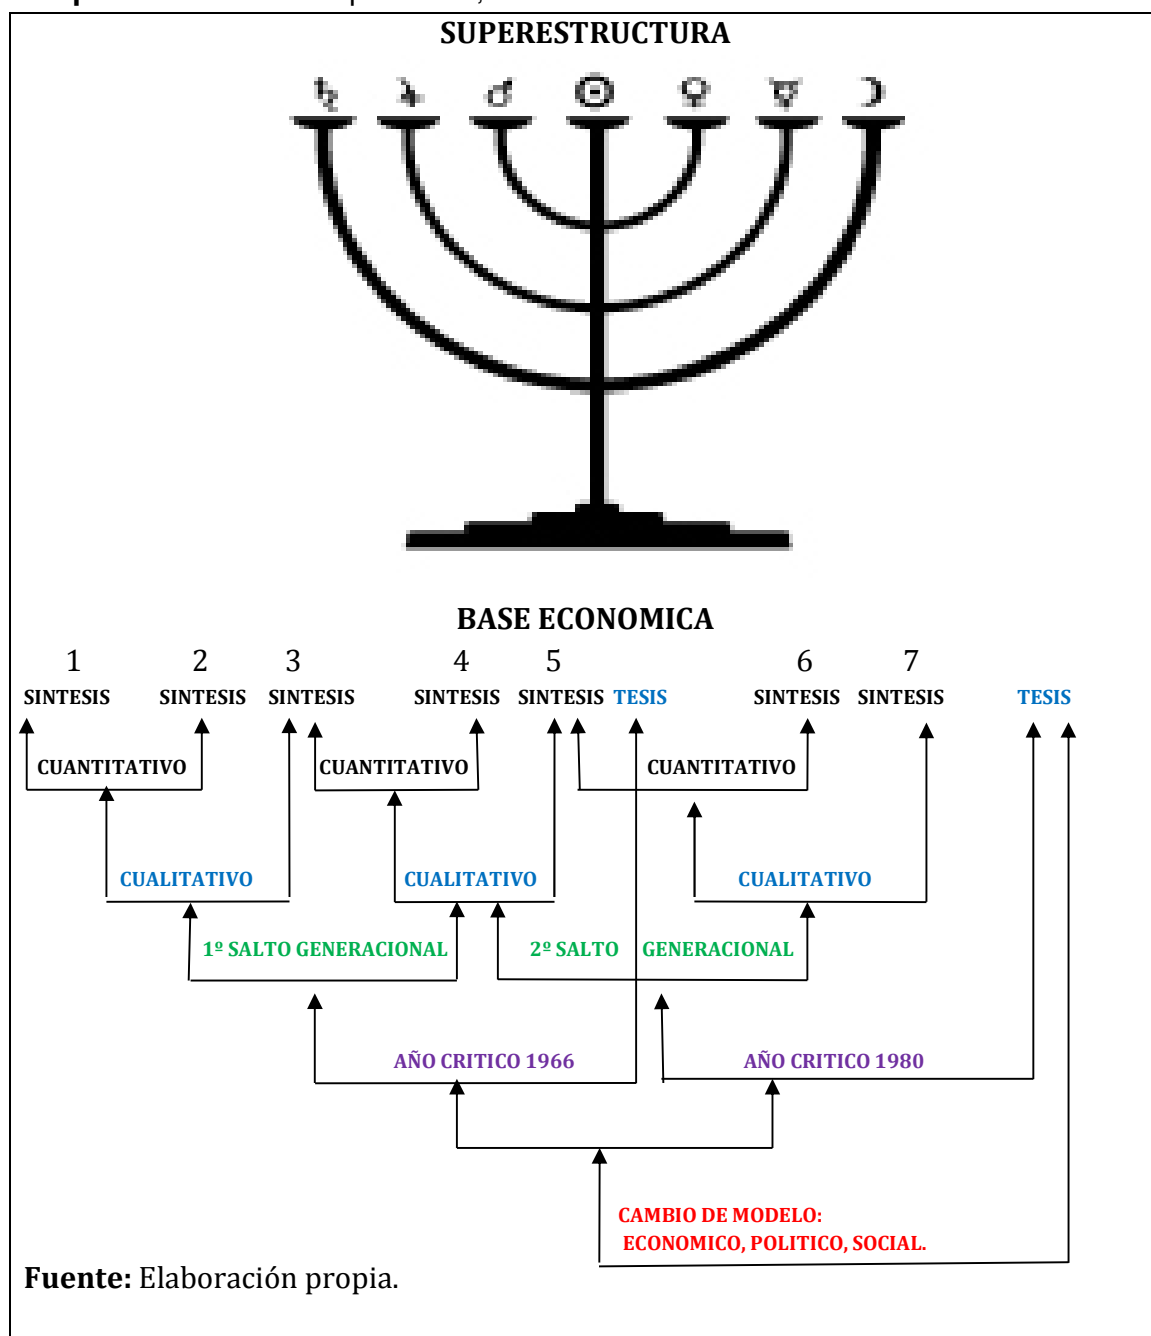 SUPERESTRUCTURA
♄ ♃ ♂ ☉ ♀ ☿ ☽
BASE ECONOMICA
1 2 3 4 5 6 7
SINTESIS SINTESIS SINTESIS SINTESIS SINTESIS TESIS SINTESIS SINTESIS TESIS
CUANTITATIVO CUANTITATIVO CUANTITATIVO
CUALITATIVO CUALITATIVO CUALITATIVO
1º SALTO GENERACIONAL 2º SALTO GENERACIONAL
AÑO CRITICO 1966 AÑO CRITICO 1980
CAMBIO DE MODELO:
ECONOMICO, POLITICO, SOCIAL.
Fuente: Elaboración propia.